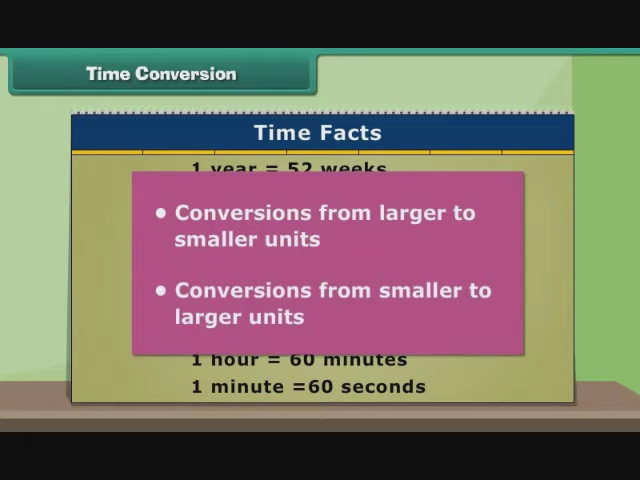 Time Conversion
Time Facts
1 year = 52 weeks
• Conversions from larger to
smaller units
• Conversions from smaller to
larger units
1 hour = 60 minutes
1 minute =60 seconds